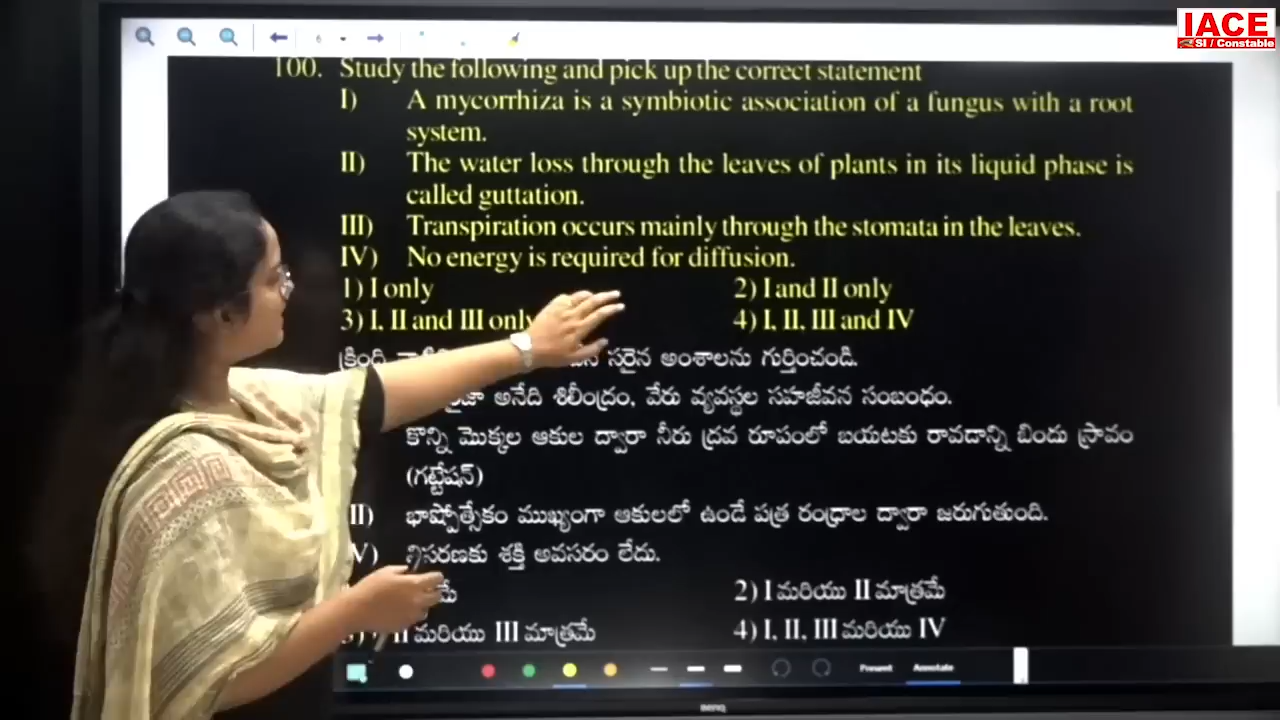 IACE
SI / Constable
6
100. Study the following and pick up the correct statement
I) A mycorrhiza is a symbiotic association of a fungus with a root
system.
II) The water loss through the leaves of plants in its liquid phase is
called guttation.
III) Transpiration occurs mainly through the stomata in the leaves.
IV) No energy is required for diffusion.
1) I only 2) I and II only
3) I, II and III only 4) I, II, III and IV
క్రింది సరైన అంశాలను గుర్తించండి.
అనేది శిలీంద్రం, వేరు వ్యవస్థల సహజీవన సంబంధం.
కొన్ని మొక్కల ఆకుల ద్వారా నీరు ద్రవ రూపంలో బయటకు రావడాన్ని బిందు స్రావం
(గట్టేషన్)
II) భాష్పోత్సేకం ముఖ్యంగా ఆకులలో ఉండే పత్ర రంధ్రాల ద్వారా జరుగుతుంది.
V) నిసరణకు శక్తి అవసరం లేదు.
మే 2) I మరియు II మాత్రమే
II మరియు III మాత్రమే 4) I, II, III మరియు IV
Present Annotate
BENQ